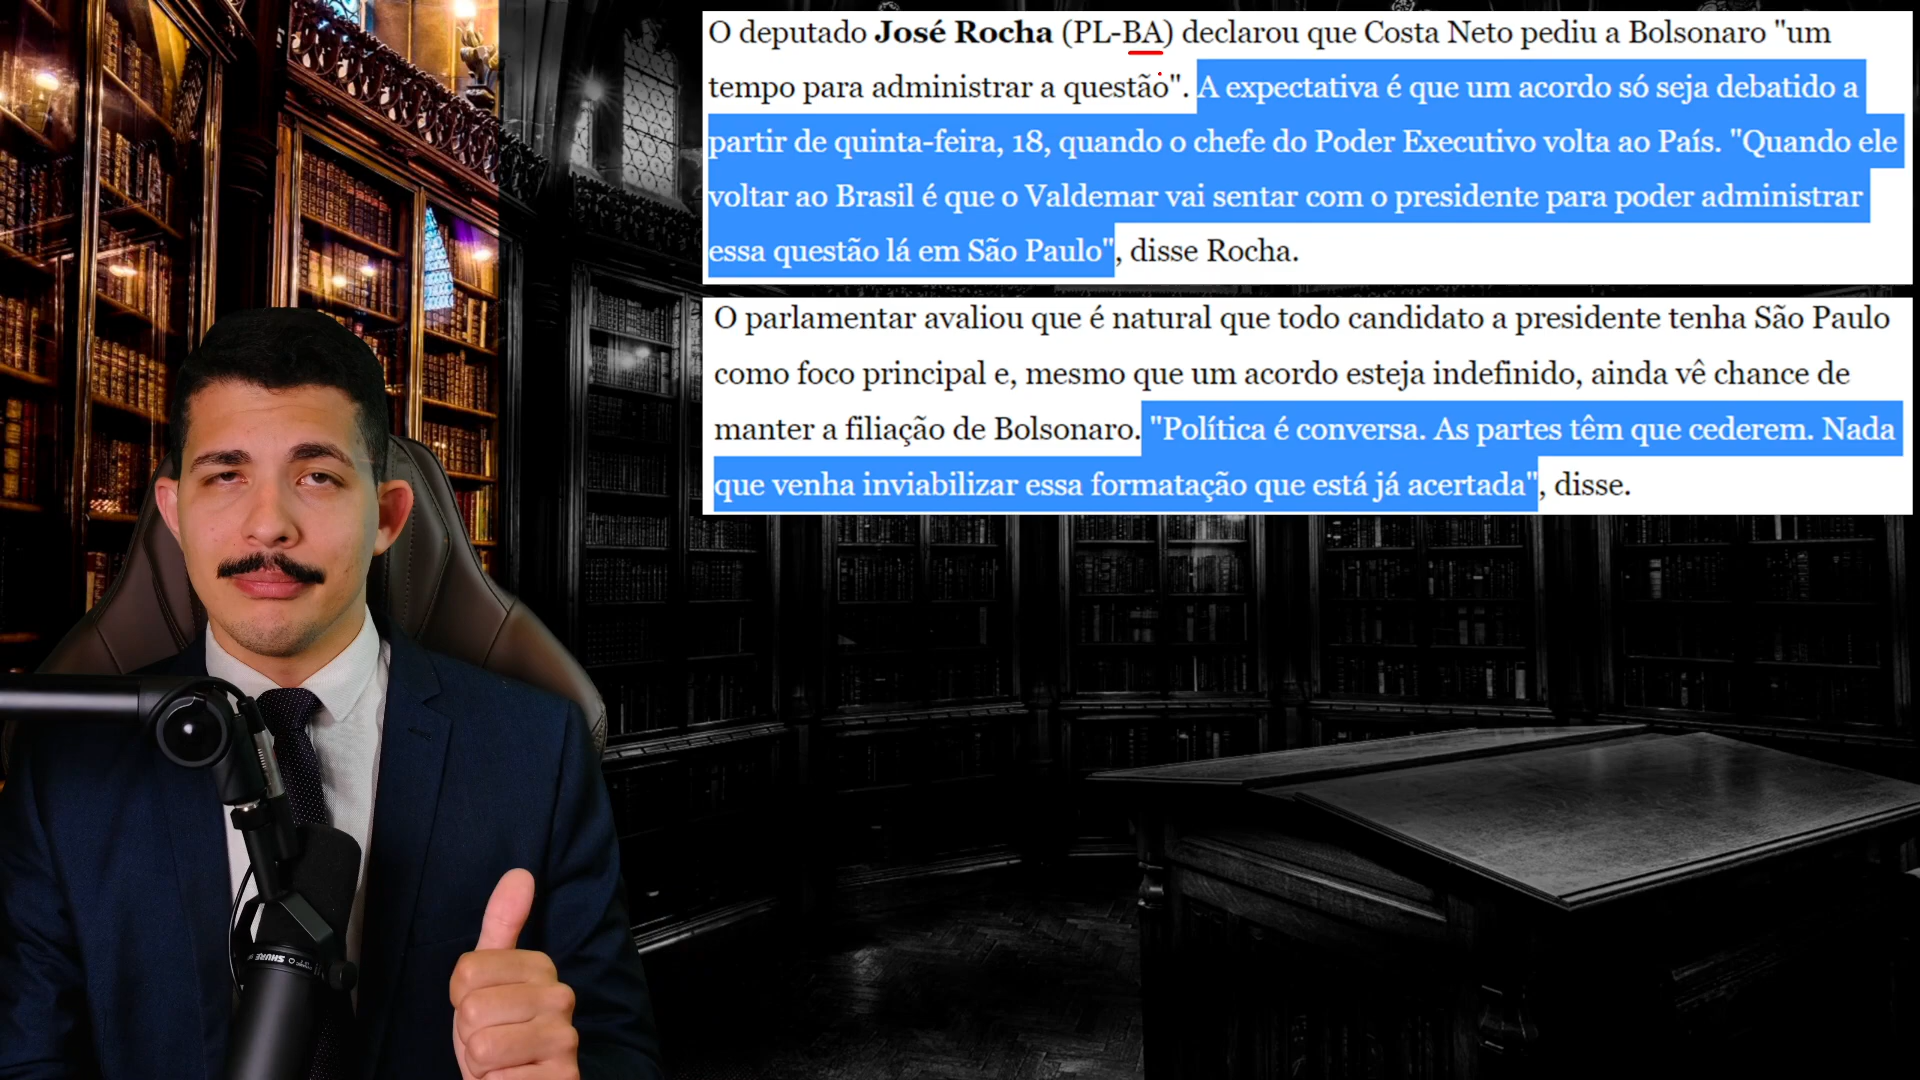 O deputado José Rocha (PL-BA) declarou que Costa Neto pediu a Bolsonaro "um
tempo para administrar a questão". A expectativa é que um acordo só seja debatido a
partir de quinta-feira, 18, quando o chefe do Poder Executivo volta ao País. "Quando ele
voltar ao Brasil é que o Valdemar vai sentar com o presidente para poder administrar
essa questão lá em São Paulo", disse Rocha.
O parlamentar avaliou que é natural que todo candidato a presidente tenha São Paulo
como foco principal e, mesmo que um acordo esteja indefinido, ainda vê chance de
manter a filiação de Bolsonaro. "Política é conversa. As partes têm que cederem. Nada
que venha inviabilizar essa formatação que está já acertada", disse.
SHURE